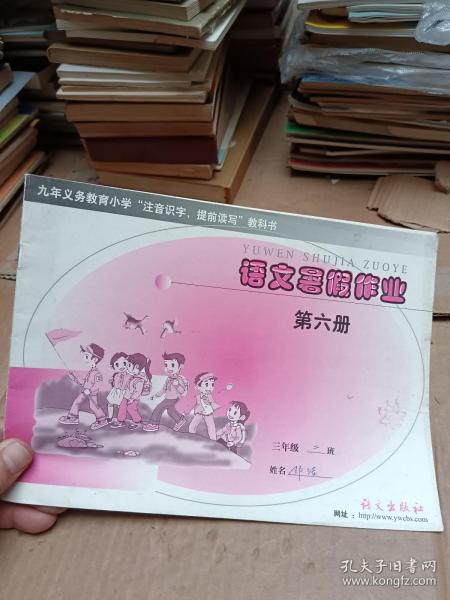 九年义务教育小学“注音识字，提前读写”教科书
YUWEN SHUJIA ZUOYE
语文暑假作业
第六册
三年级 二 班
姓名
语文出版社
网址：http://www.ywcbs.com
孔夫子旧书网
www.kongfz.com